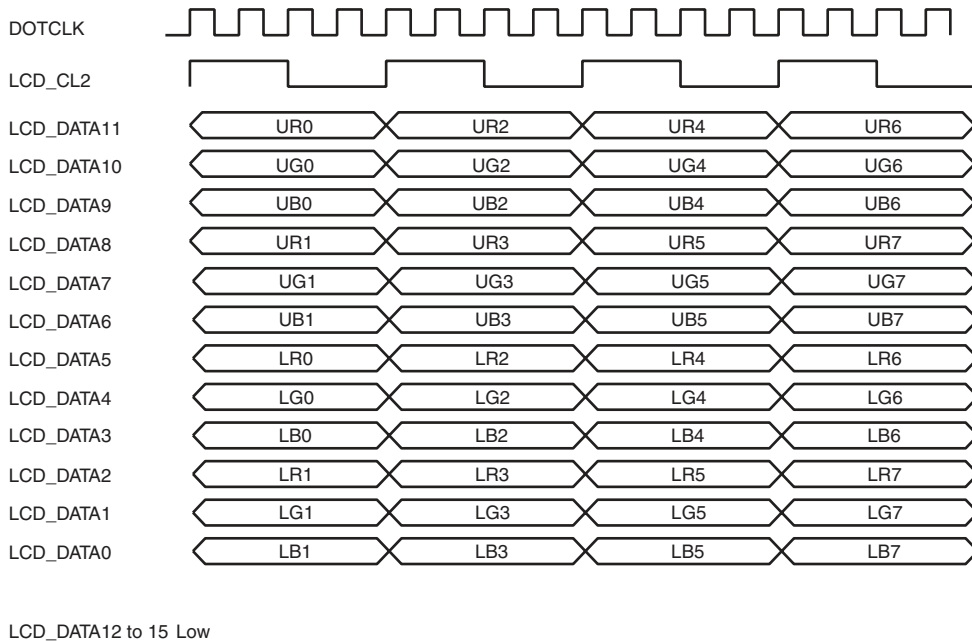 DOTCLK
LCD_CL2
LCD_DATA11 UR0 UR2 UR4 UR6
LCD_DATA10 UG0 UG2 UG4 UG6
LCD_DATA9 UB0 UB2 UB4 UB6
LCD_DATA8 UR1 UR3 UR5 UR7
LCD_DATA7 UG1 UG3 UG5 UG7
LCD_DATA6 UB1 UB3 UB5 UB7
LCD_DATA5 LR0 LR2 LR4 LR6
LCD_DATA4 LG0 LG2 LG4 LG6
LCD_DATA3 LB0 LB2 LB4 LB6
LCD_DATA2 LR1 LR3 LR5 LR7
LCD_DATA1 LG1 LG3 LG5 LG7
LCD_DATA0 LB1 LB3 LB5 LB7
LCD_DATA12 to 15 Low